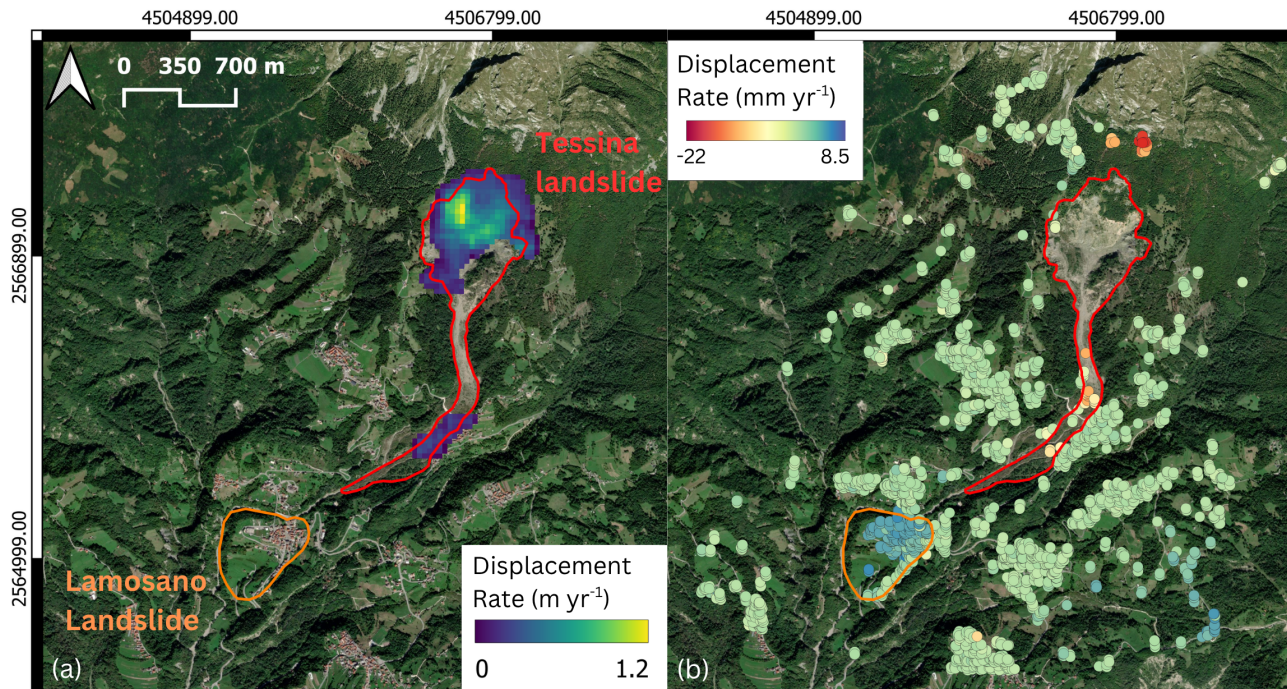 4504899.00
4506799.00
4504899.00
4506799.00
0 350 700 m
Tessina
landslide
Displacement
Rate (mm yr-1)
-22 8.5
2566899.00
2564999.00
Lamosano
Landslide
Displacement
Rate (m yr-1)
0 1.2
(a)
(b)